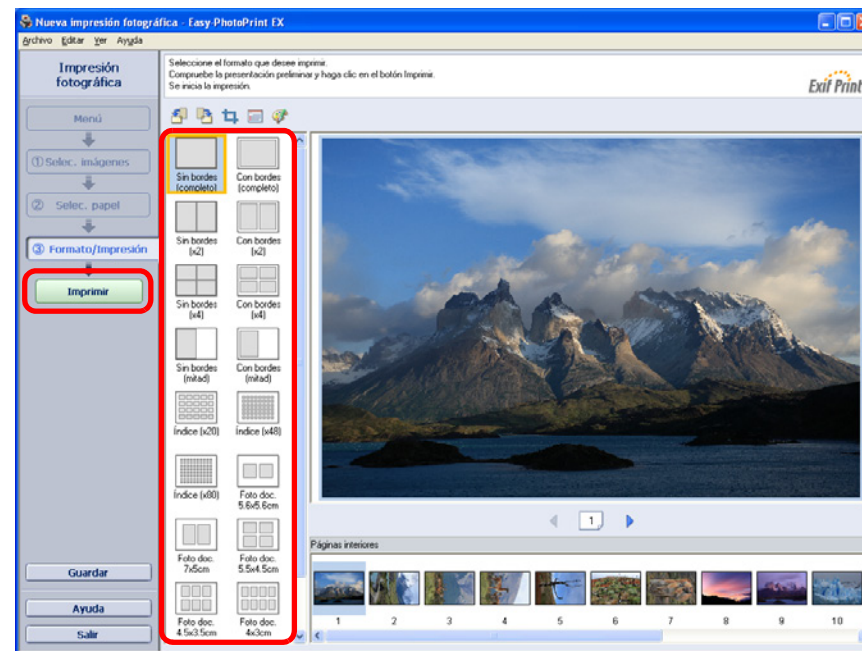 Nueva impresión fotográfica - Easy-PhotoPrint EX
Archivo Editar Ver Ayuda
Impresión
fotográfica
Seleccione el formato que desee imprimir.
Compruebe la presentación preliminar y haga clic en el botón Imprimir.
Se inicia la impresión.
Exif Print
Menú
① Selec. imágenes
② Selec. papel
③ Formato/Impresión
Imprimir
Sin bordes
(completo)
Con bordes
(completo)
Sin bordes
(x2)
Con bordes
(x2)
Sin bordes
(x4)
Con bordes
(x4)
Sin bordes
(mitad)
Con bordes
(mitad)
Índice (x20)
Índice (x48)
Índice (x80)
Foto doc.
5.6x5.6cm
Foto doc.
7x5cm
Foto doc.
5.5x4.5cm
Foto doc.
4.5x3.5cm
Foto doc.
4x3cm
1
Páginas interiores
1 2 3 4 5 6 7 8 9 10
Guardar
Ayuda
Salir